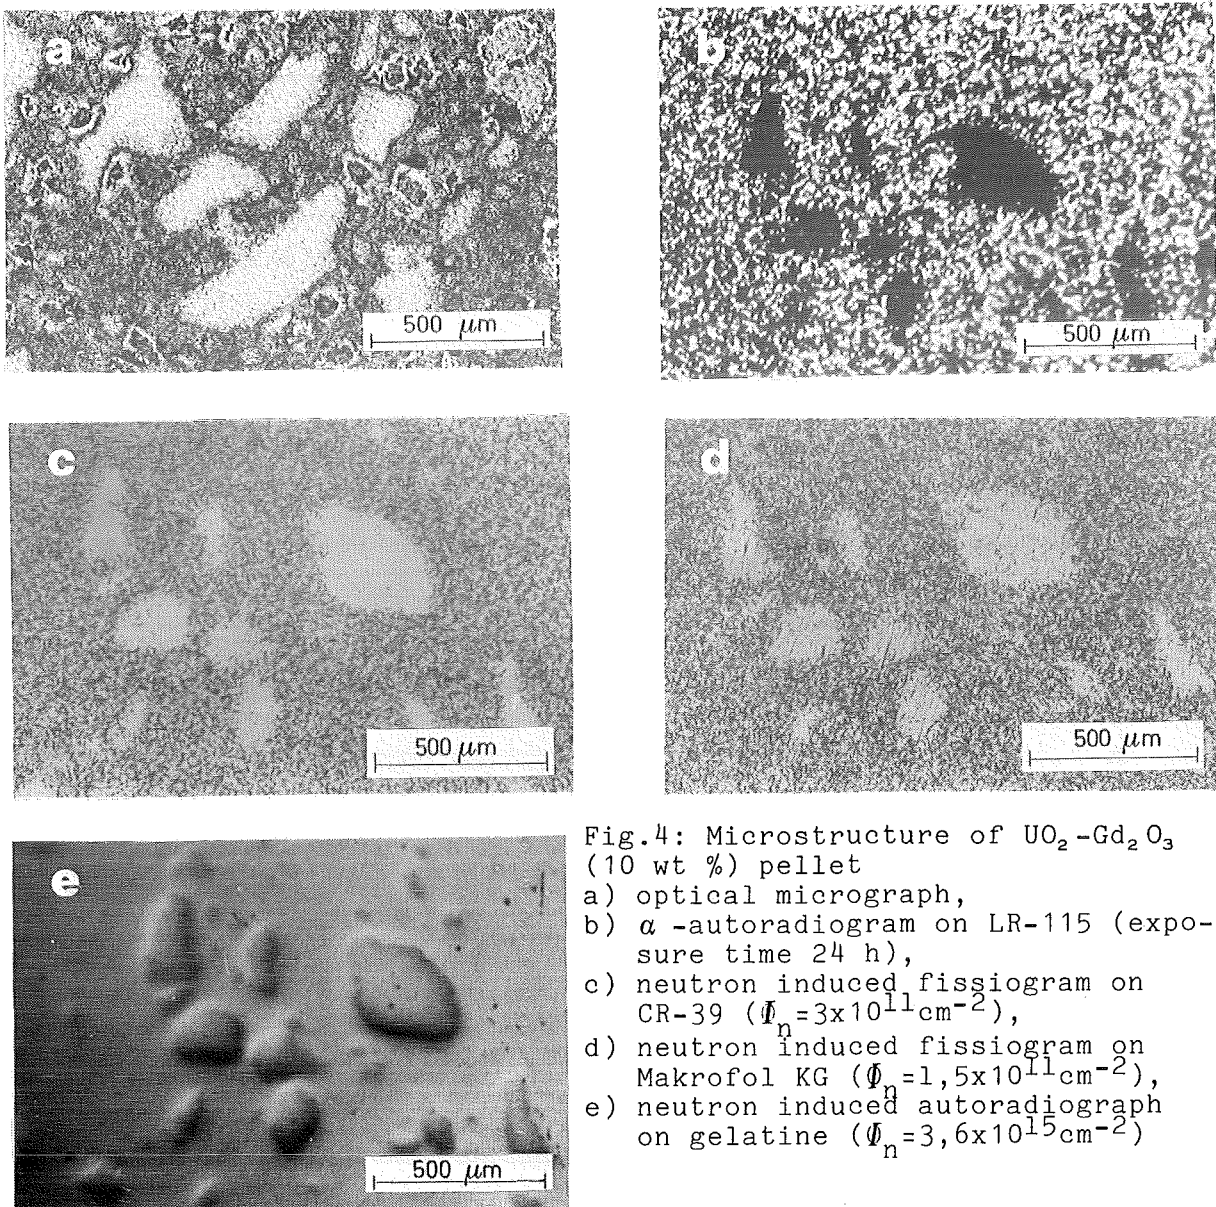 a
b
500 μm
500 μm
c
d
500 μm
500 μm
e
500 μm
Fig.4: Microstructure of UO₂-Gd₂O₃
(10 wt %) pellet
a) optical micrograph,
b) α -autoradiogram on LR-115 (expo-
sure time 24 h),
c) neutron induced fissiogram on
CR-39 (Φₙ=3x10¹¹cm⁻²),
d) neutron induced fissiogram on
Makrofol KG (Φₙ=1,5x10¹¹cm⁻²),
e) neutron induced autoradiograph
on gelatine (Φₙ=3,6x10¹⁵cm⁻²)